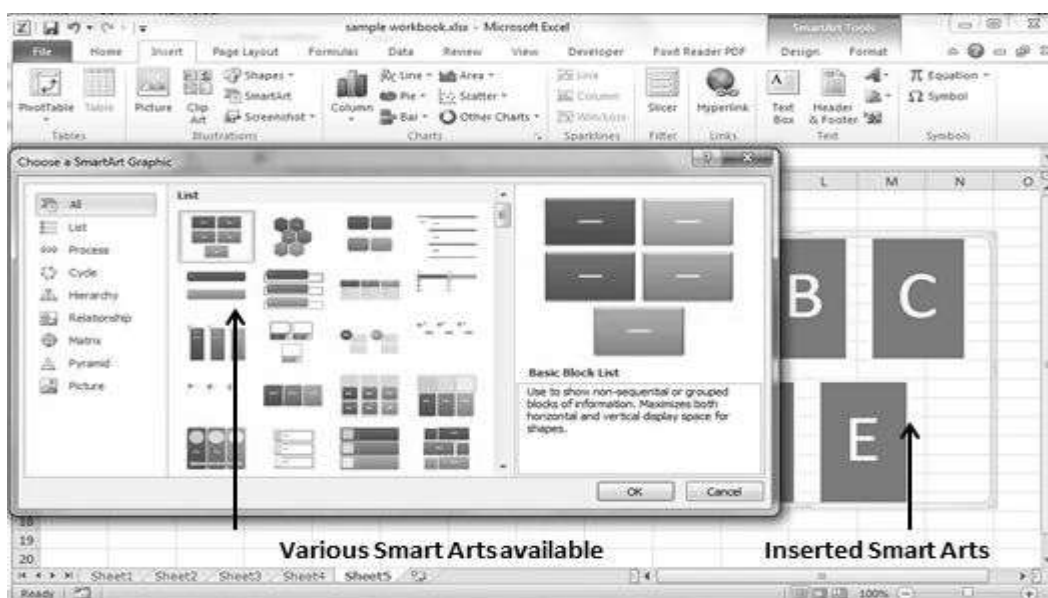 sample workbook.xlsx - Microsoft Excel
SmartArt Tools
File Home Insert Page Layout Formulas Data Review View Developer Foxit Reader PDF Design Format
PivotTable Table Picture Clip Art Shapes SmartArt Screenshot Column Line Pie Bar Area Scatter Other Charts Line Column Win/Loss Slicer Hyperlink Text Box Header & Footer Equation Symbol
Tables Illustrations Charts Sparklines Filter Links Text Symbols
Choose a SmartArt Graphic
All
List
Process
Cycle
Hierarchy
Relationship
Matrix
Pyramid
Picture
List
Basic Block List
Use to show non-sequential or grouped
blocks of information. Maximizes both
horizontal and vertical display space for
shapes.
OK Cancel
L M N O
B C
E
18
19
20
Various Smart Arts available
Inserted Smart Arts
Sheet1 Sheet2 Sheet3 Sheet4 Sheet5
Ready
100%